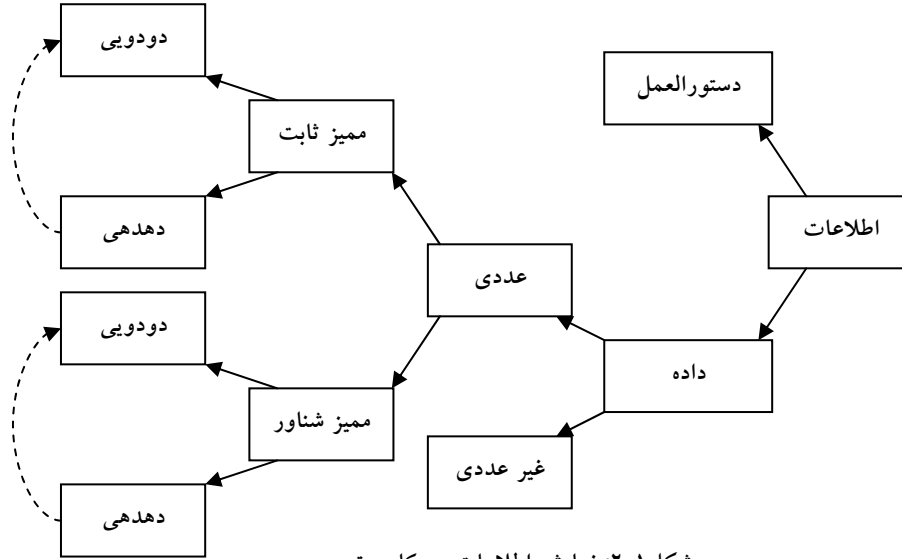 دودویی
دستورالعمل
ممیز ثابت
دهدهی
اطلاعات
عددی
دودویی
داده
ممیز شناور
غیر عددی
دهدهی